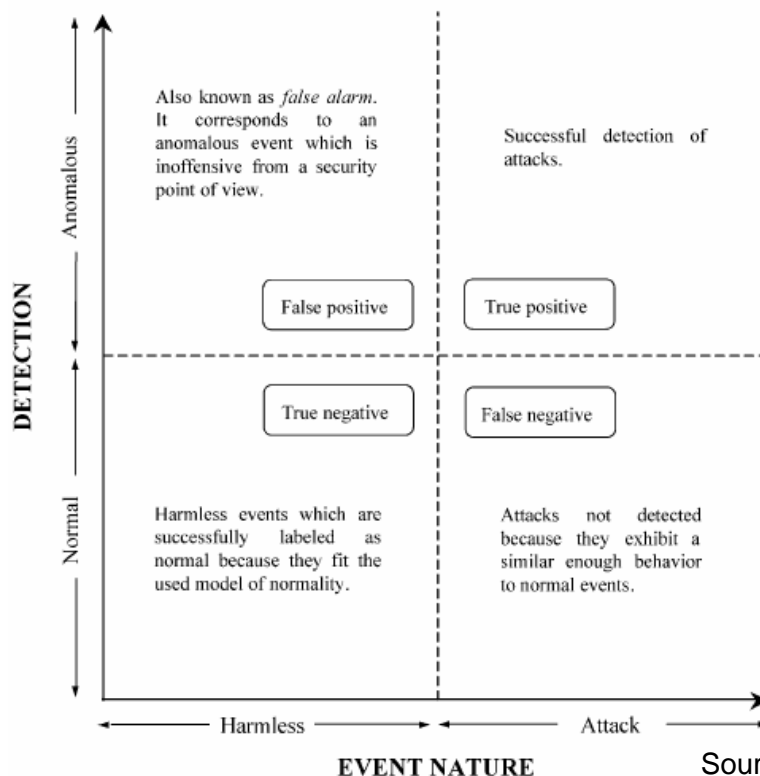 Also known as false alarm.
It corresponds to an
anomalous event which is
inoffensive from a security
point of view.
Successful detection of
attacks.
Anomalous
False positive
True positive
DETECTION
True negative
False negative
Normal
Harmless events which are
successfully labeled as
normal because they fit the
used model of normality.
Attacks not detected
because they exhibit a
similar enough behavior
to normal events.
Harmless
Attack
EVENT NATURE
Sour